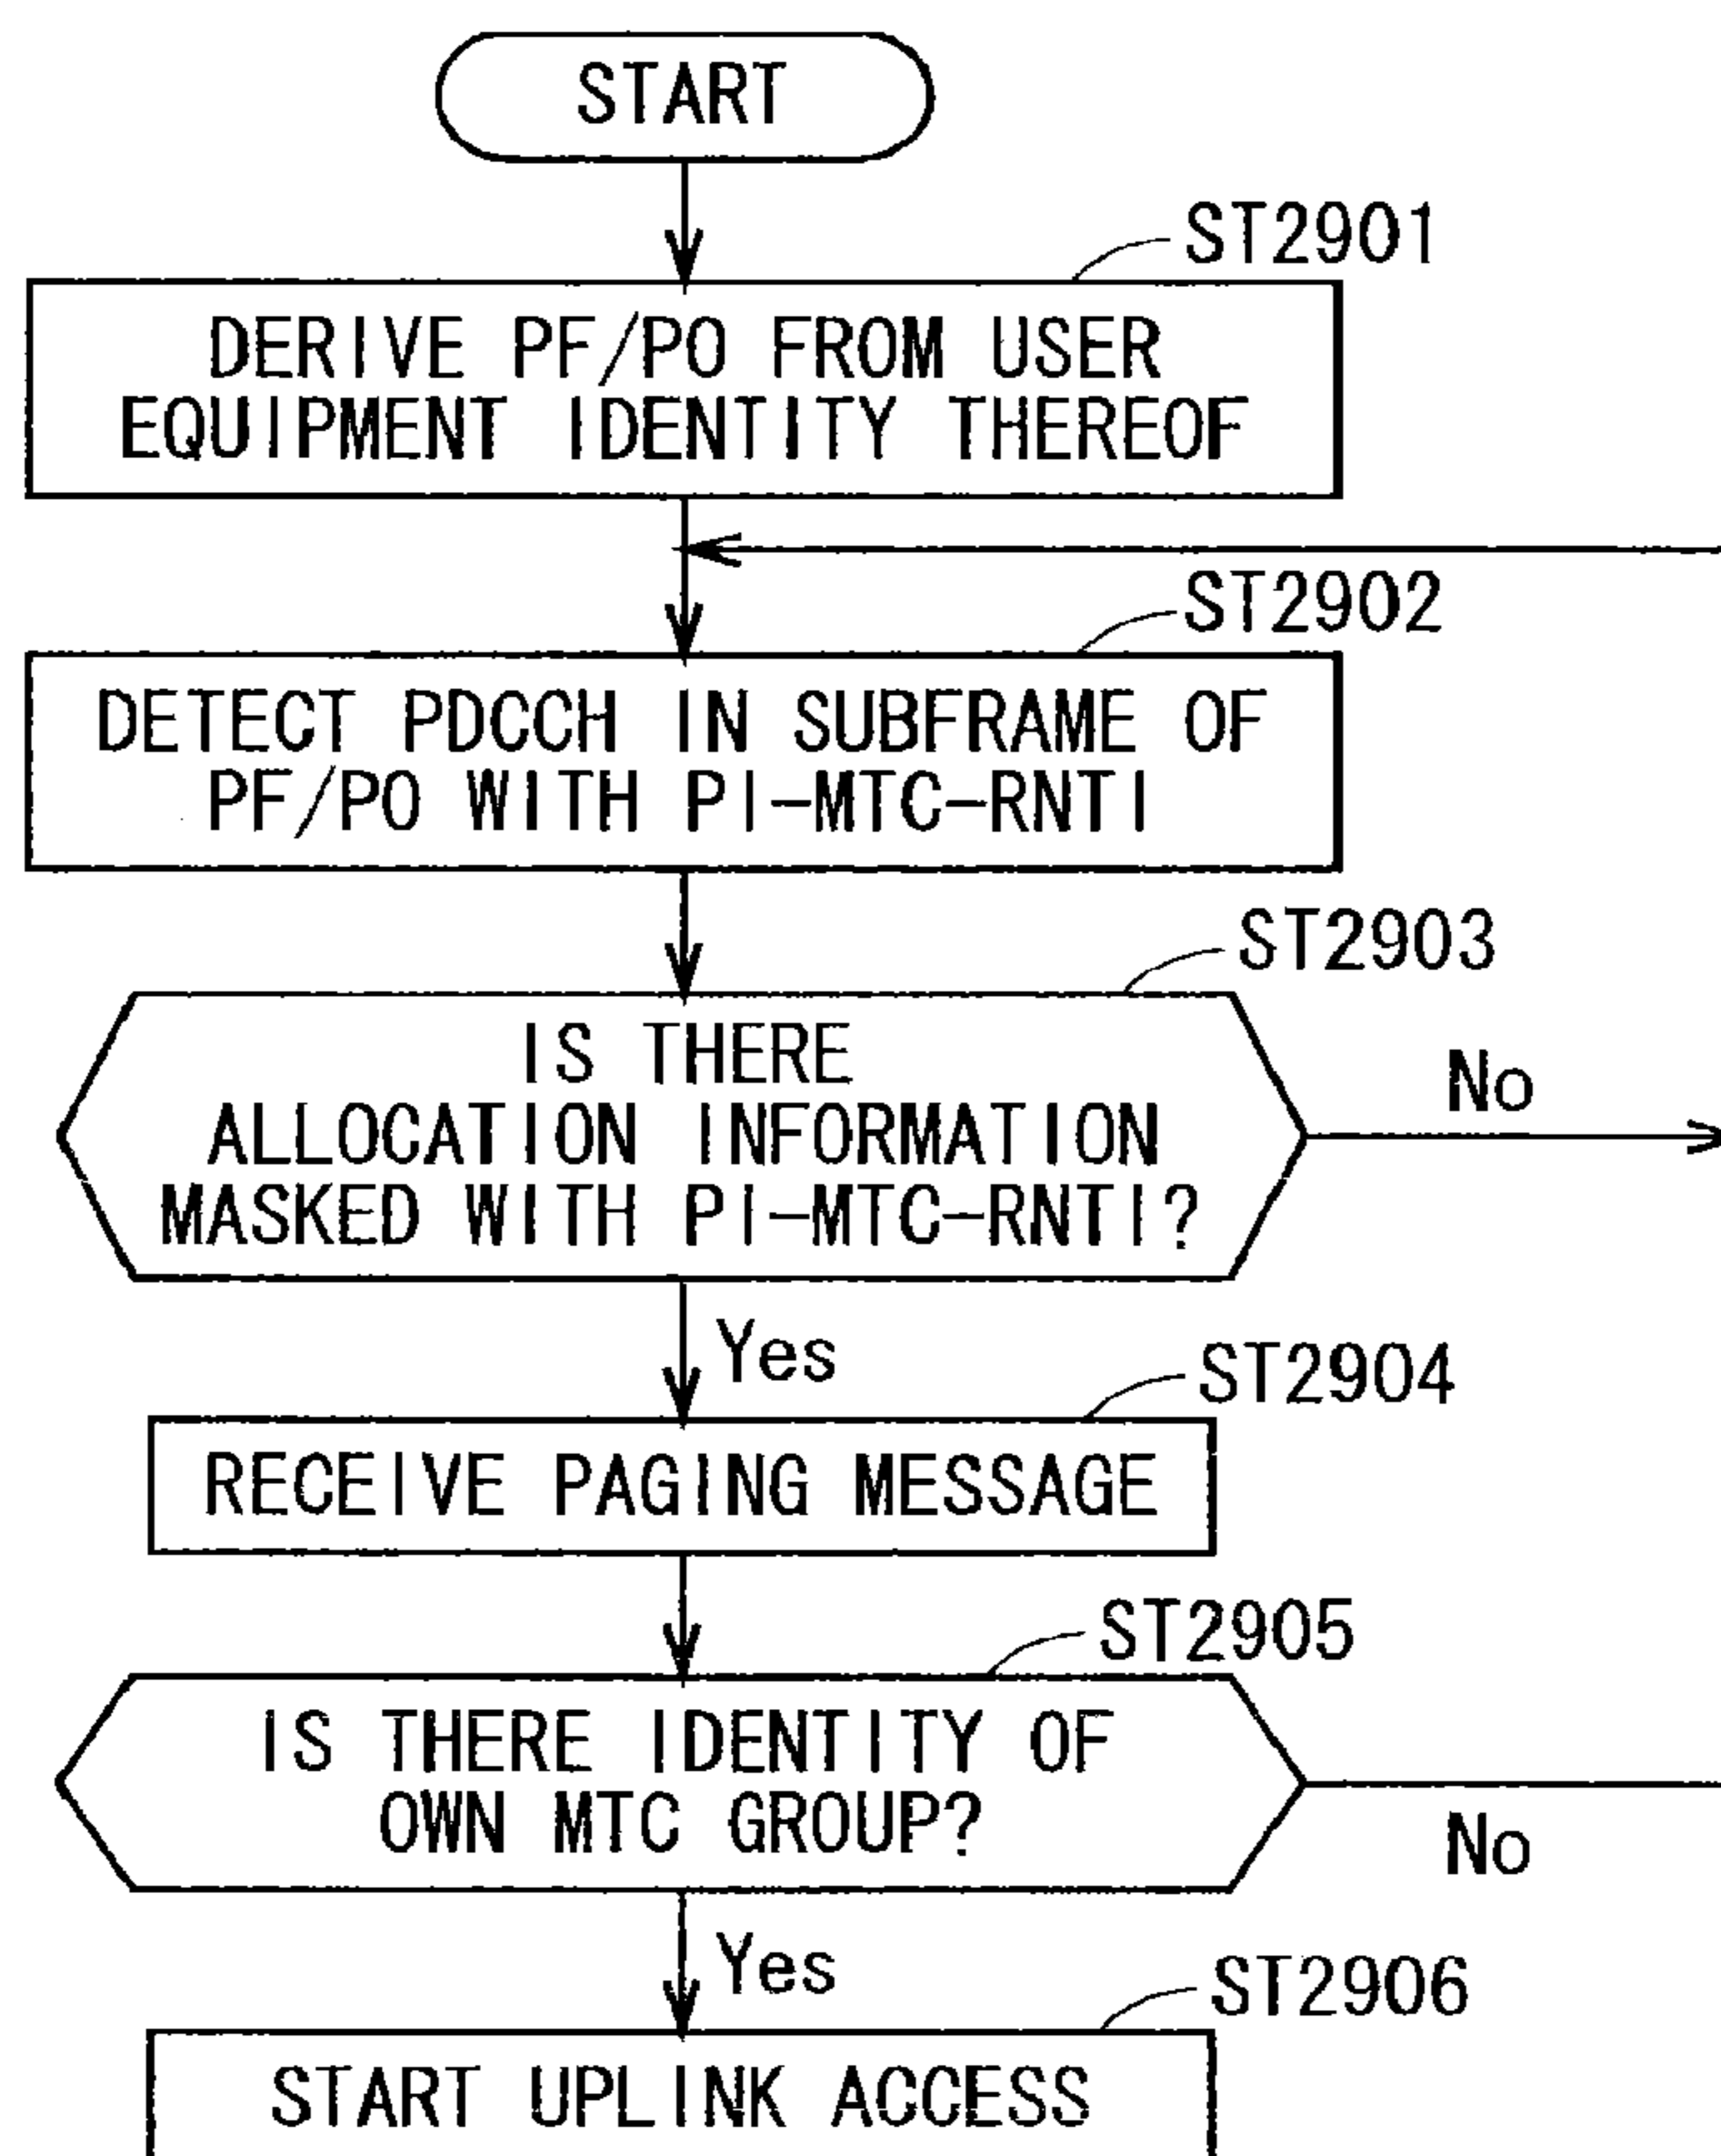 START
ST2901
DERIVE PF/PO FROM USER
EQUIPMENT IDENTITY THEREOF
ST2902
DETECT PDCCH IN SUBFRAME OF
PF/PO WITH PI-MTC-RNTI
ST2903
IS THERE
ALLOCATION INFORMATION
MASKED WITH PI-MTC-RNTI?
No
Yes
ST2904
RECEIVE PAGING MESSAGE
ST2905
IS THERE IDENTITY OF
OWN MTC GROUP?
No
Yes
ST2906
START UPLINK ACCESS